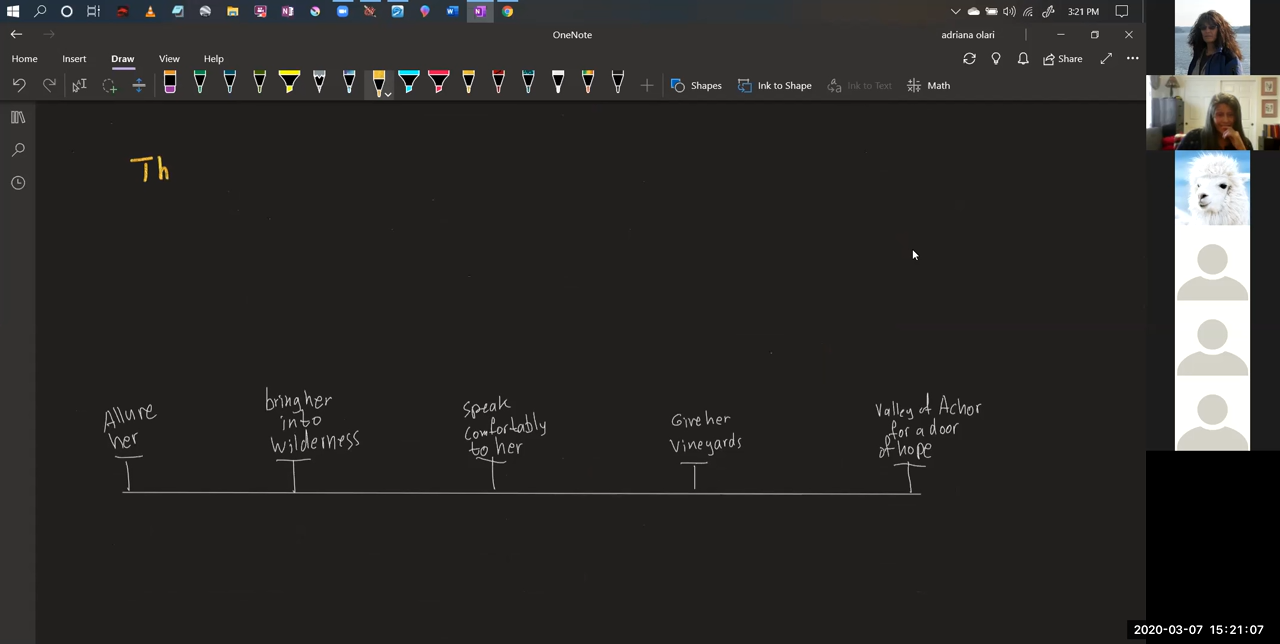 3:21 PM
OneNote
adriana olari
Home Insert Draw View Help
Share
Shapes Ink to Shape Ink to Text Math
Th
Allure
her
bring her
into
wilderness
speak
comfortably
to her
Give her
vineyards
Valley of Achor
for a door
of hope
2020-03-07 15:21:07